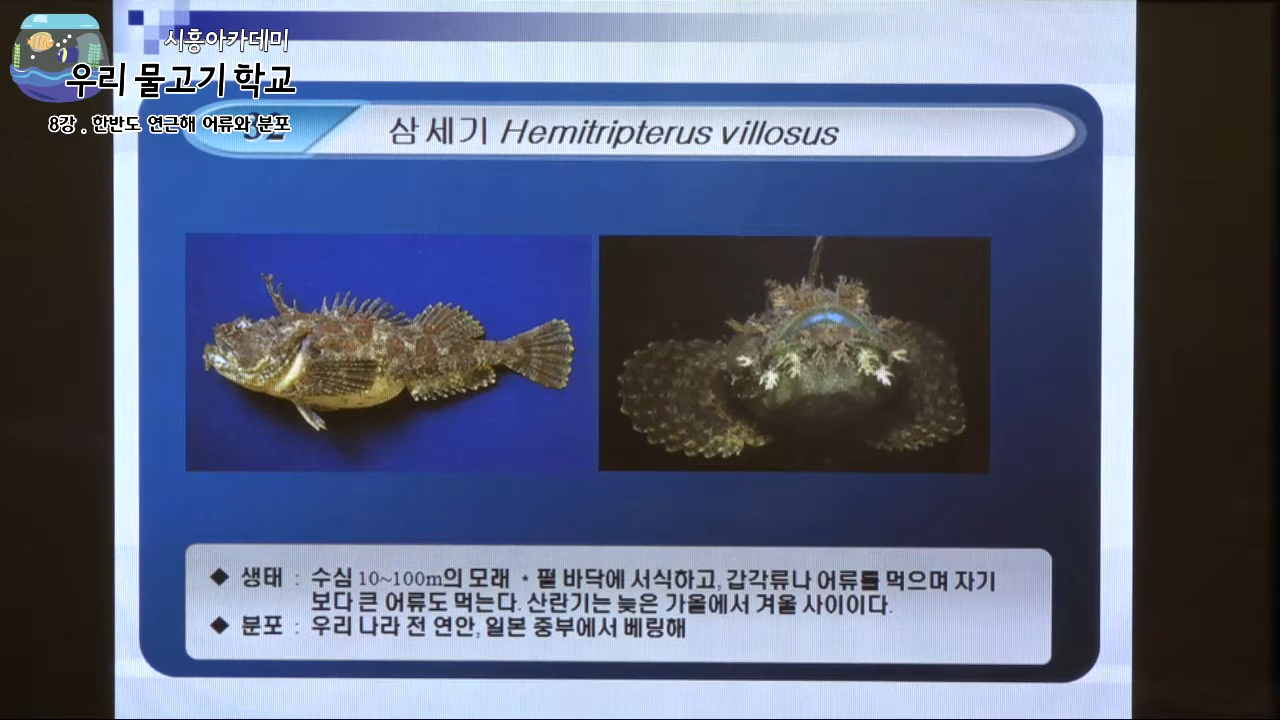 시흥아카데미
우리 물고기 학교
8강 . 한반도 연근해 어류와 분포
32
삼세기 Hemitripterus villosus
◆ 생태 : 수심 10~100m의 모래 · 펄 바닥에 서식하고, 갑각류나 어류를 먹으며 자기
보다 큰 어류도 먹는다. 산란기는 늦은 가을에서 겨울 사이이다.
◆ 분포 : 우리 나라 전 연안, 일본 중부에서 베링해